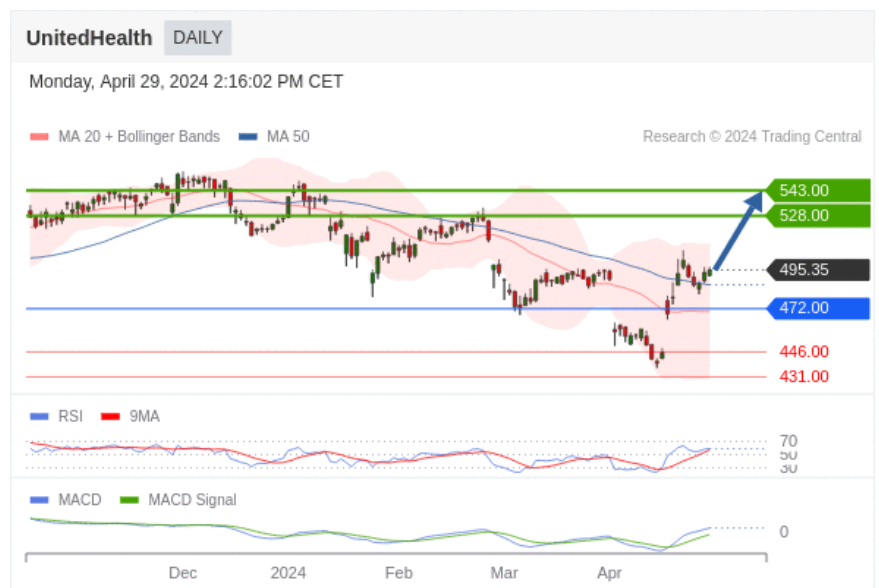 UnitedHealth DAILY
Monday, April 29, 2024 2:16:02 PM CET
MA 20 + Bollinger Bands MA 50 Research © 2024 Trading Central
543.00
528.00
495.35
472.00
446.00
431.00
RSI 9MA
70
50
30
MACD MACD Signal
0
Dec 2024 Feb Mar Apr